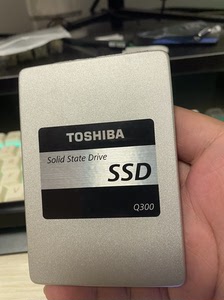 TOSHIBA
Solid State Drive
SSD
Q300